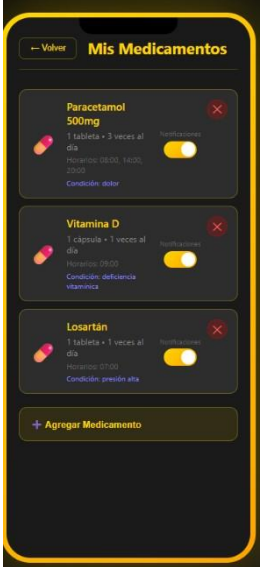 ← Volver
Mis Medicamentos
Paracetamol
500mg
1 tableta • 3 veces al
día
Horarios: 08:00, 14:00,
20:00
Condición: dolor
Notificaciones
Vitamina D
1 cápsula • 1 veces al
día
Horarios: 09:00
Condición: deficiencia
vitamínica
Notificaciones
Losartán
1 tableta • 1 veces al
día
Horarios: 07:00
Condición: presión alta
Notificaciones
+ Agregar Medicamento